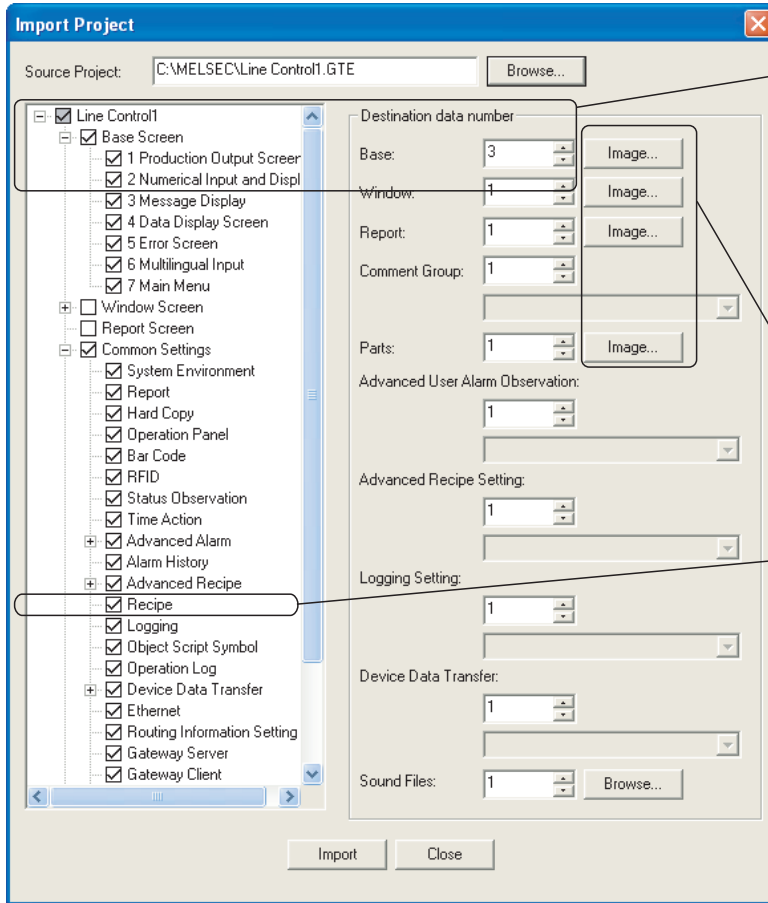 Import Project
Source Project: C:\MELSEC\Line Control1.GTE Browse...
Line Control1
Base Screen
1 Production Output Screen
2 Numerical Input and Displ
3 Message Display
4 Data Display Screen
5 Error Screen
6 Multilingual Input
7 Main Menu
Window Screen
Report Screen
Common Settings
System Environment
Report
Hard Copy
Operation Panel
Bar Code
RFID
Status Observation
Time Action
Advanced Alarm
Alarm History
Advanced Recipe
Recipe
Logging
Object Script Symbol
Operation Log
Device Data Transfer
Ethernet
Routing Information Setting
Gateway Server
Gateway Client
Destination data number
Base: 3 Image...
Window: 1 Image...
Report: 1 Image...
Comment Group: 1
Parts: 1 Image...
Advanced User Alarm Observation:
1
Advanced Recipe Setting:
1
Logging Setting:
1
Device Data Transfer:
1
Sound Files: 1 Browse...
Import Close